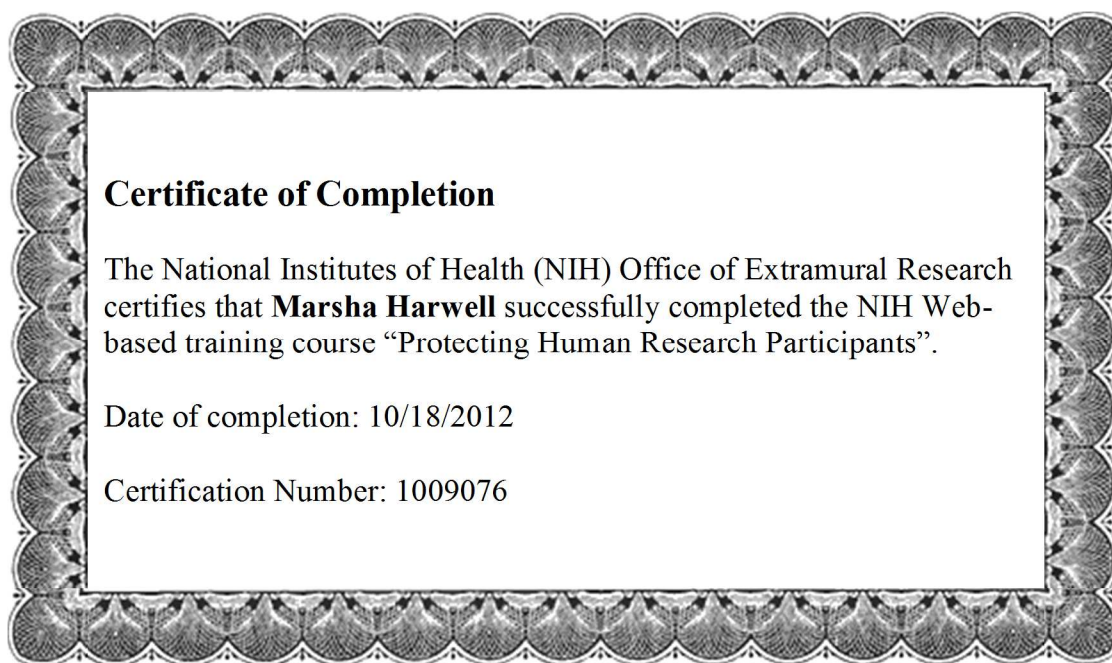 Certificate of Completion
The National Institutes of Health (NIH) Office of Extramural Research
certifies that Marsha Harwell successfully completed the NIH Web-
based training course “Protecting Human Research Participants”.
Date of completion: 10/18/2012
Certification Number: 1009076